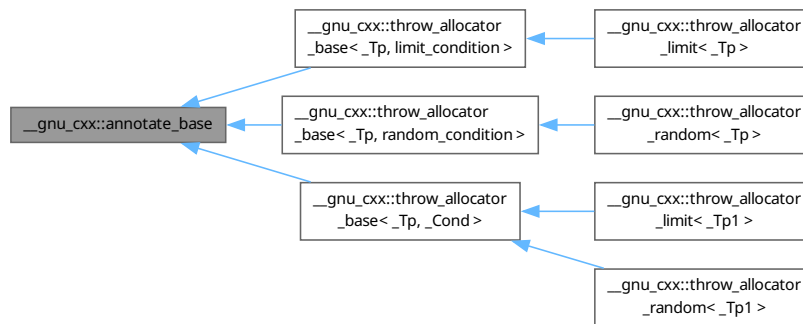 __gnu_cxx::throw_allocator
_base< _Tp, limit_condition >
__gnu_cxx::throw_allocator
_limit< _Tp >
__gnu_cxx::annotate_base
__gnu_cxx::throw_allocator
_base< _Tp, random_condition >
__gnu_cxx::throw_allocator
_random< _Tp >
__gnu_cxx::throw_allocator
_base< _Tp, _Cond >
__gnu_cxx::throw_allocator
_limit< _Tp1 >
__gnu_cxx::throw_allocator
_random< _Tp1 >